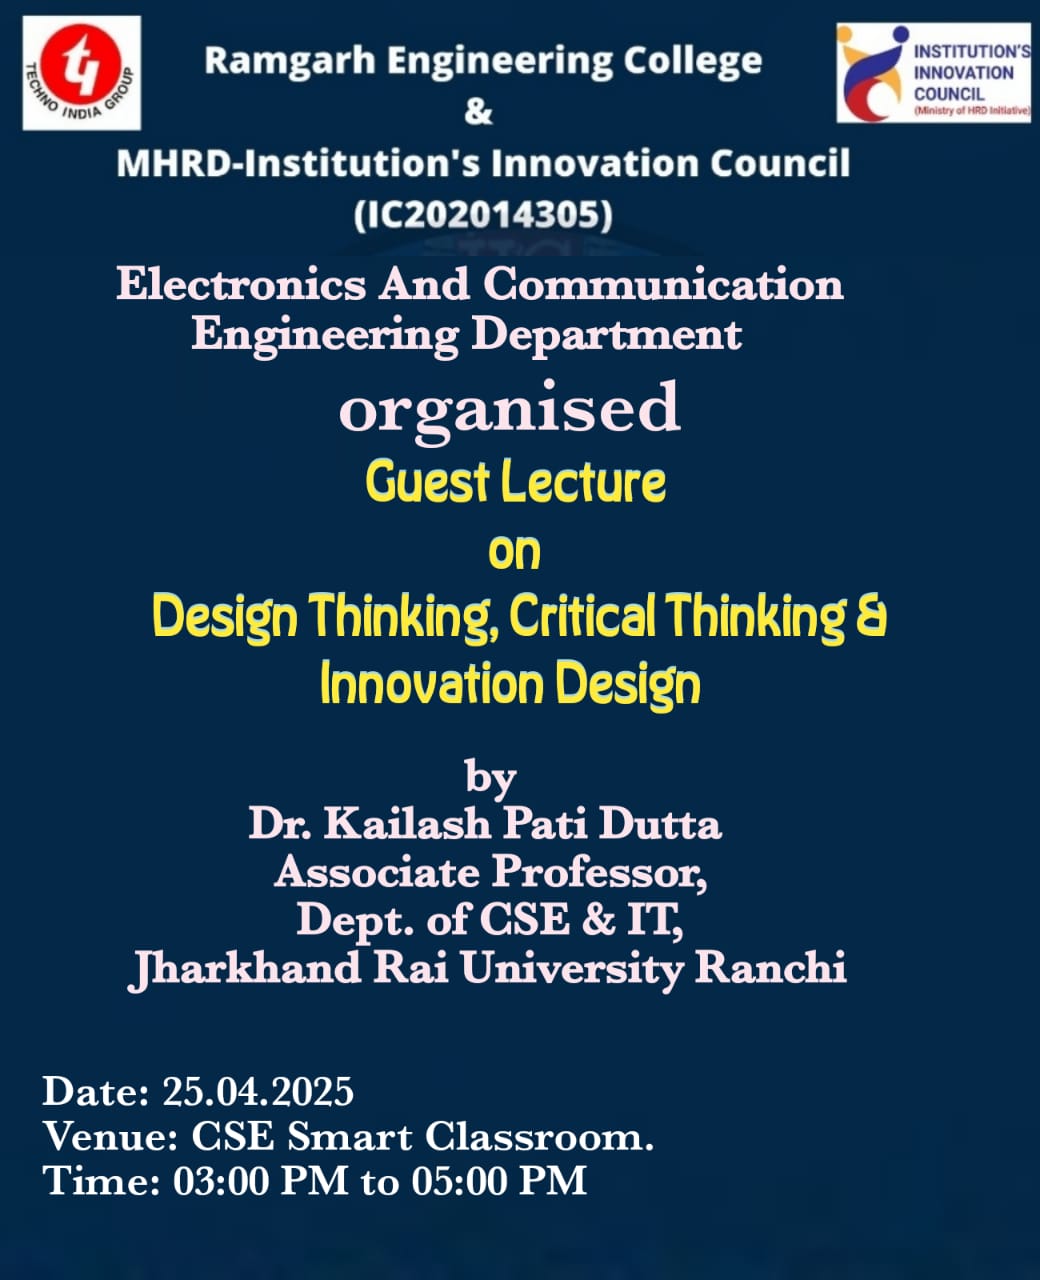 TECHNO INDIA GROUP
Ramgarh Engineering College
&
MHRD-Institution's Innovation Council
(IC202014305)
INSTITUTION'S
INNOVATION
COUNCIL
(Ministry of HRD Initiative)
Electronics And Communication
Engineering Department
organised
Guest Lecture
on
Design Thinking, Critical Thinking &
Innovation Design
by
Dr. Kailash Pati Dutta
Associate Professor,
Dept. of CSE & IT,
Jharkhand Rai University Ranchi
Date: 25.04.2025
Venue: CSE Smart Classroom.
Time: 03:00 PM to 05:00 PM